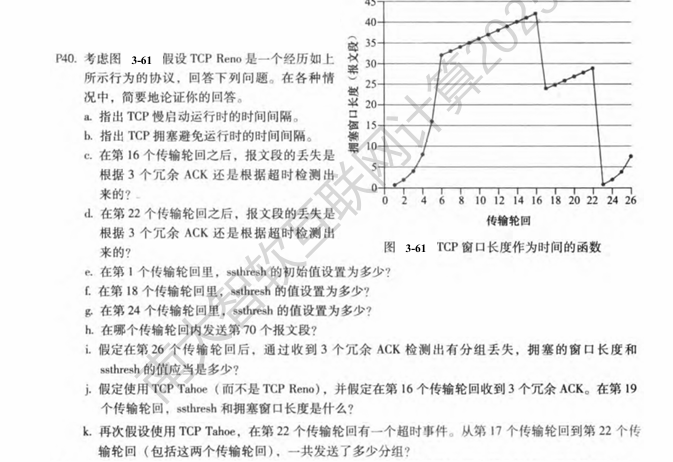 P40. 考虑图 3-61 假设 TCP Reno 是一个经历如上
所示行为的协议，回答下列问题。在各种情
况中，简要地论证你的回答。
a. 指出 TCP 慢启动运行时的时间间隔。
b. 指出 TCP 拥塞避免运行时的时间间隔。
c. 在第 16 个传输轮回之后，报文段的丢失是
根据 3 个冗余 ACK 还是根据超时检测出
来的？
d. 在第 22 个传输轮回之后，报文段的丢失是
根据 3 个冗余 ACK 还是根据超时检测出
来的？
45
40
35
30
25
20
15
10
5
0
拥塞窗口长度（报文段）
0 2 4 6 8 10 12 14 16 18 20 22 24 26
传输轮回
图 3-61 TCP 窗口长度作为时间的函数
e. 在第 1 个传输轮回里，ssthresh 的初始值设置为多少？
f. 在第 18 个传输轮回里，ssthresh 的值设置为多少？
g. 在第 24 个传输轮回里，ssthresh 的值设置为多少？
h. 在哪个传输轮回内发送第 70 个报文段？
i. 假定在第 26 个传输轮回后，通过收到 3 个冗余 ACK 检测出有分组丢失，拥塞的窗口长度和
ssthresh 的值应当是多少？
j. 假定使用 TCP Tahoe（而不是 TCP Reno），并假定在第 16 个传输轮回收到 3 个冗余 ACK。在第 19
个传输轮回，ssthresh 和拥塞窗口长度是什么？
k. 再次假设使用 TCP Tahoe，在第 22 个传输轮回有一个超时事件。从第 17 个传输轮回到第 22 个传
输轮回（包括这两个传输轮回），一共发送了多少分组？
南大智软互联网计算202